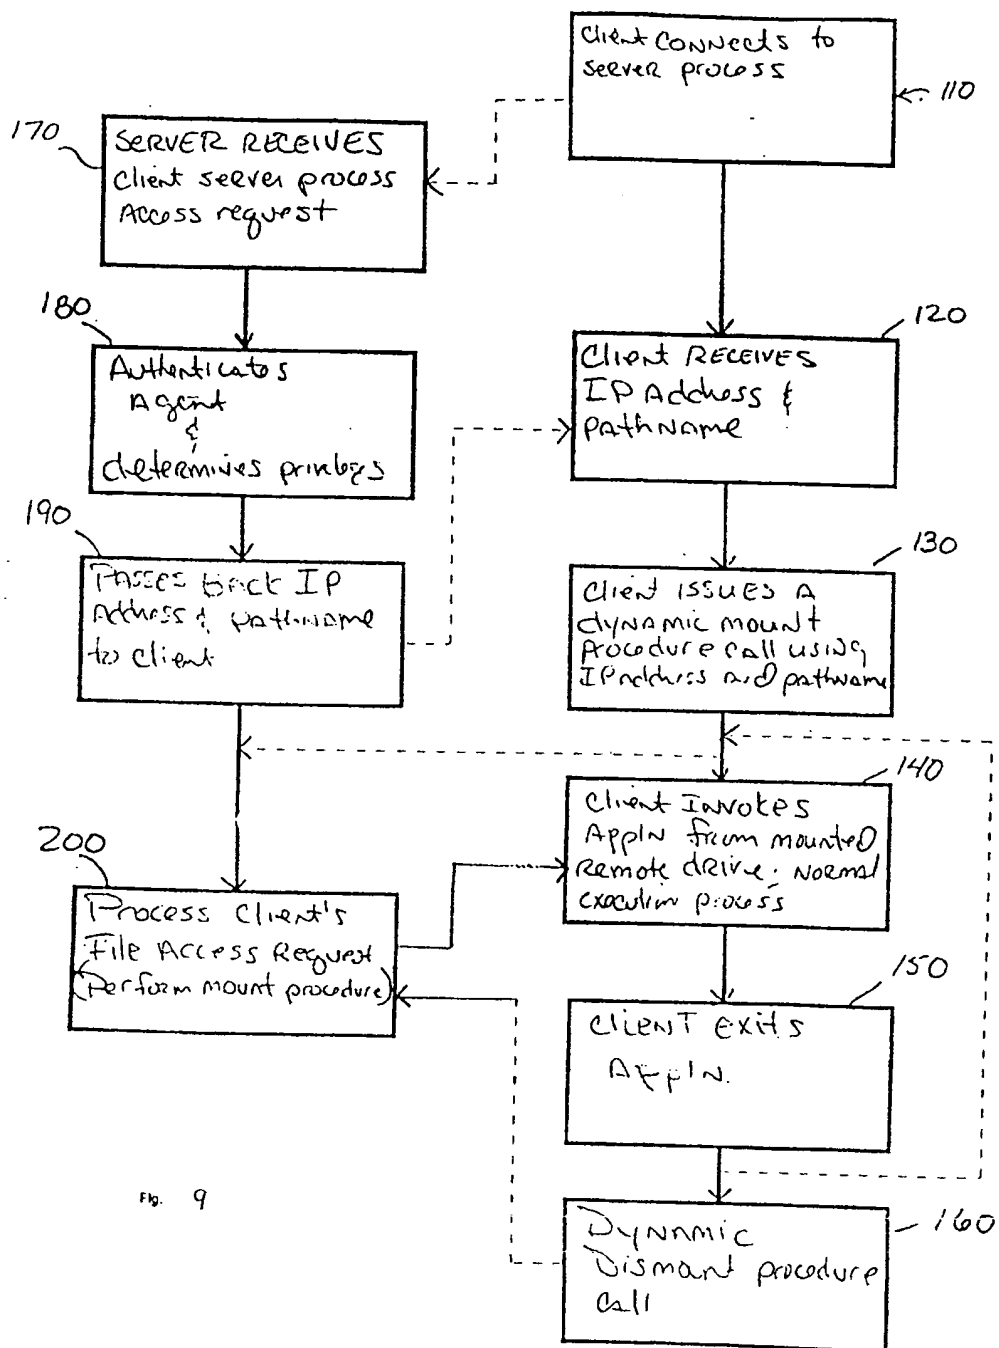 Client CONNects to
server process
110
170
SERVER RECEIVES
Client server process
Access request
180
Authenticates
Agent
&
determines privileges
120
Client RECEIVES
IP Address &
PathName
190
Passes back IP
Address & pathname
to client
130
Client ISSUES A
dynamic mount
procedure call using
IP address and pathname
140
Client Invokes
AppIN from mounted
Remote drive; Normal
execution process
200
Process Client's
File Access Request
(Perform mount procedure)
150
Client Exits
AppIN.
160
Dynamic
Dismant procedure
call
Fig. 9